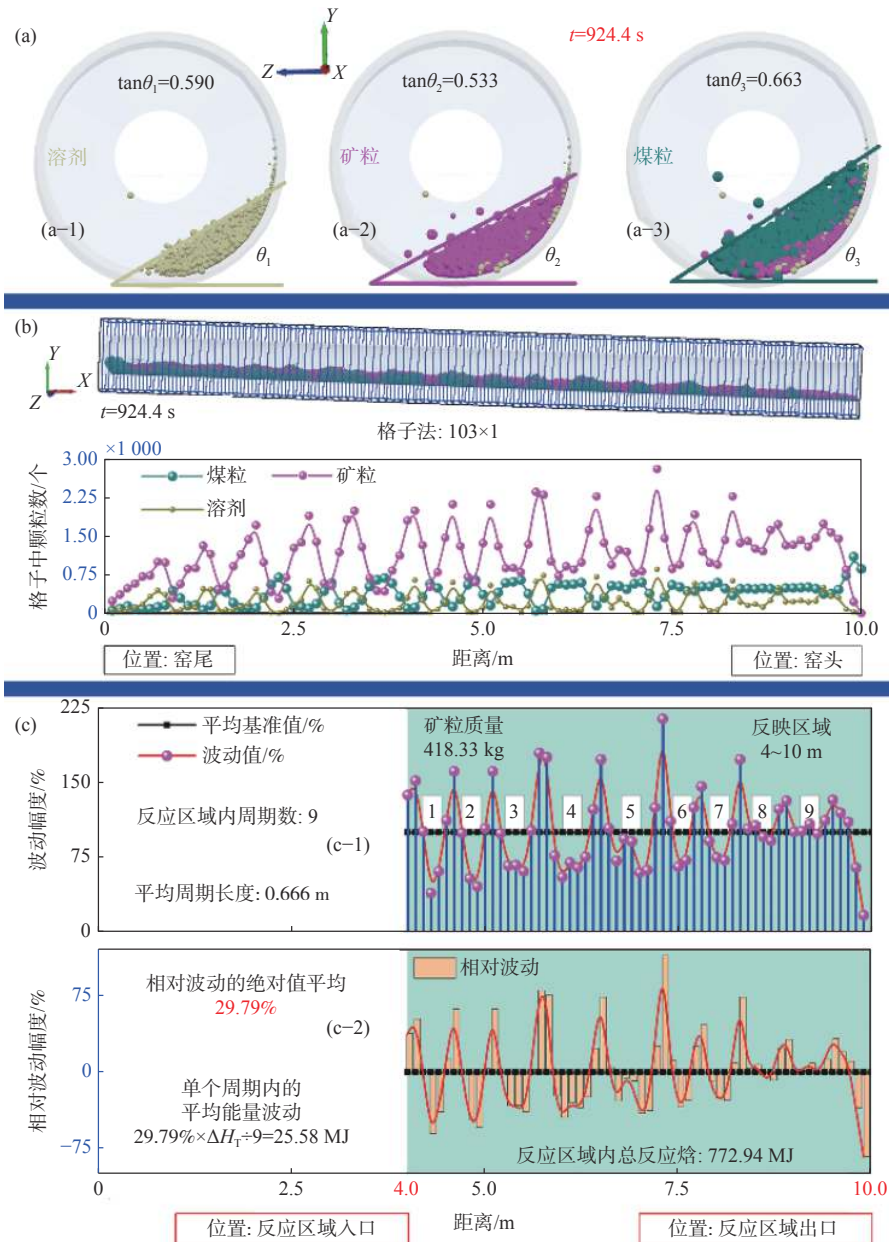 (a)
Y
Z
X
t=924.4 s
tanθ₁=0.590
tanθ₂=0.533
tanθ₃=0.663
溶剂
矿粒
煤粒
(a−1)
(a−2)
(a−3)
θ₁
θ₂
θ₃
(b)
Y
X
Z
t=924.4 s
格子法: 103×1
×1 000
3.00
2.25
1.50
0.75
0
格子中颗粒数/个
煤粒
矿粒
溶剂
0
2.5
5.0
7.5
10.0
位置: 窑尾
距离/m
位置: 窑头
(c)
225
150
75
0
波动幅度/%
平均基准值/%
波动值/%
矿粒质量
418.33 kg
反映区域
4~10 m
反应区域内周期数: 9
(c−1)
平均周期长度: 0.666 m
1
2
3
4
5
6
7
8
9
75
0
−75
相对波动幅度/%
相对波动的绝对值平均
29.79%
(c−2)
相对波动
单个周期内的
平均能量波动
29.79%×ΔH_T÷9=25.58 MJ
反应区域内总反应焓: 772.94 MJ
0
2.5
4.0
5.0
7.5
10.0
位置: 反应区域入口
距离/m
位置: 反应区域出口